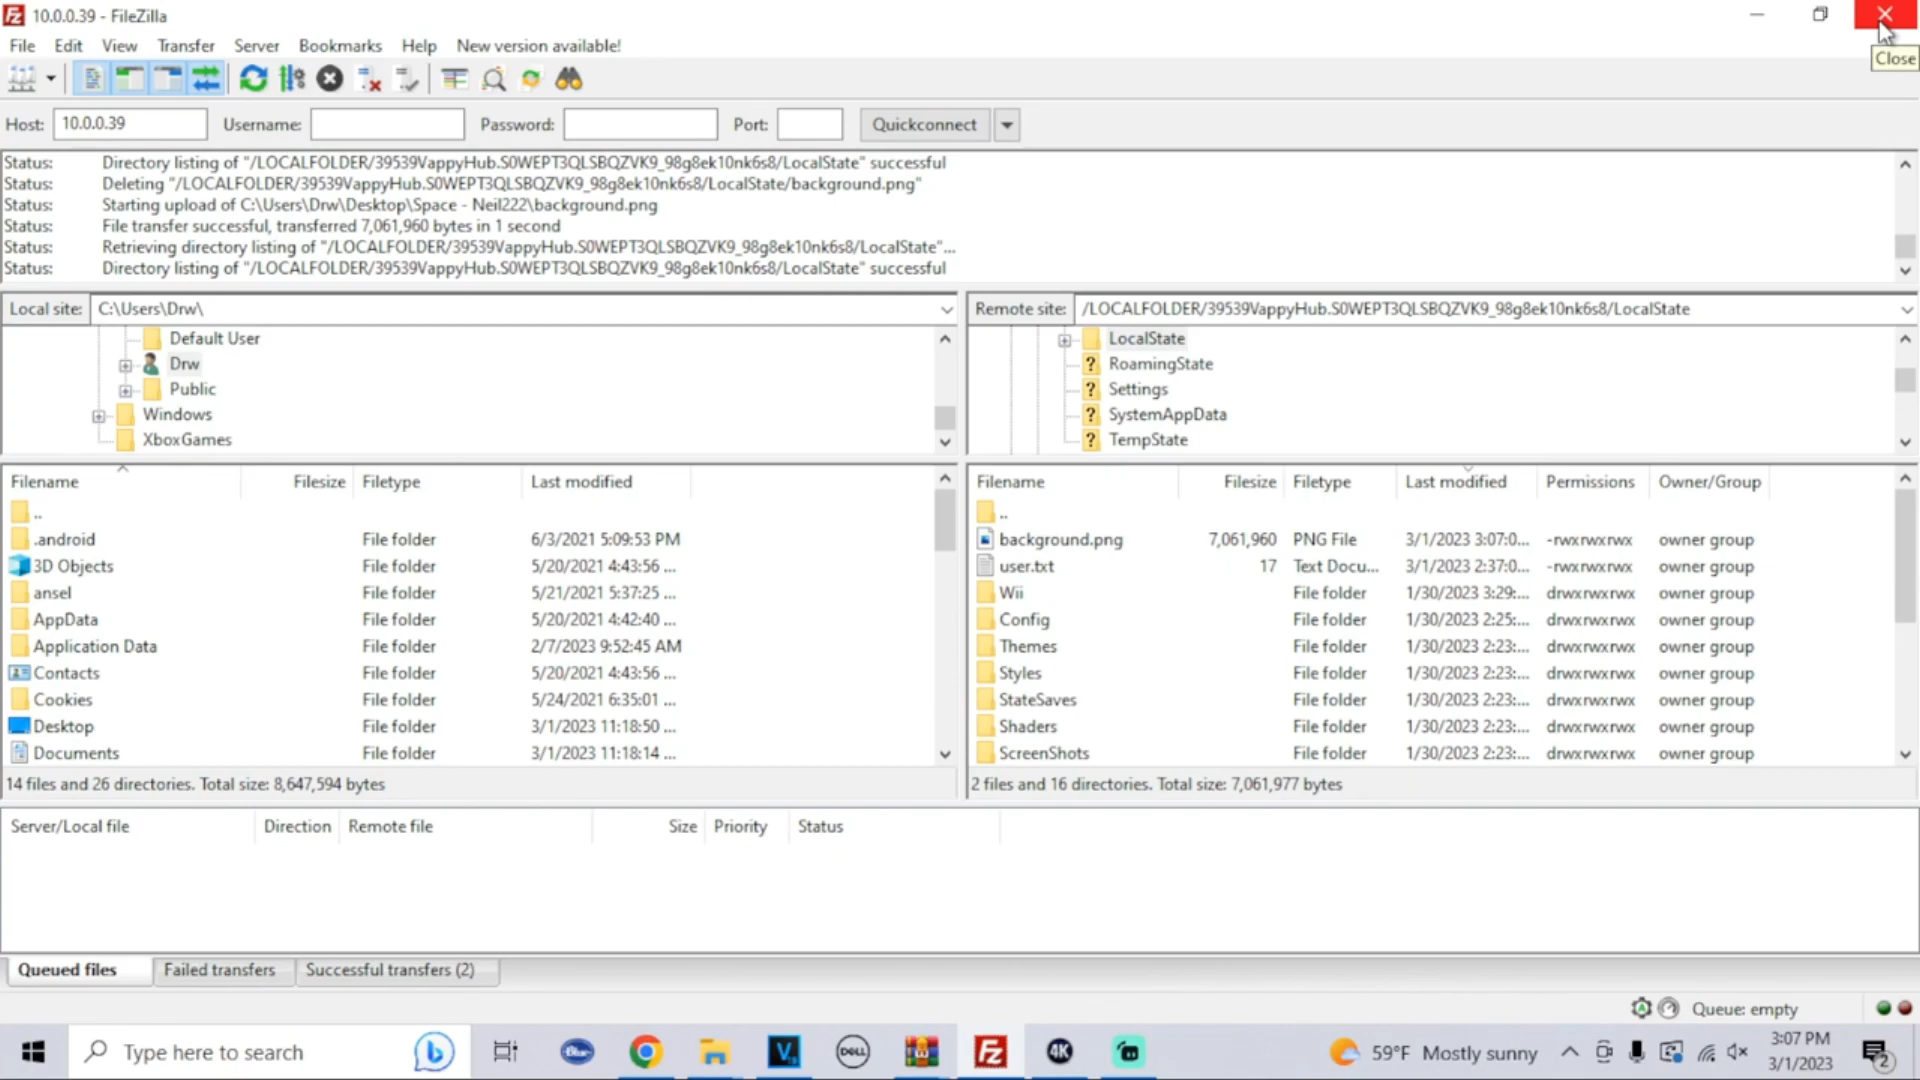 10.0.0.39 - FileZilla
File Edit View Transfer Server Bookmarks Help New version available!
Close
Host: 10.0.0.39 Username: Password: Port: Quickconnect
Status: Directory listing of "/LOCALFOLDER/39539VappyHub.S0WEPT3QLSBQZVK9_98g8ek10nk6s8/LocalState" successful
Status: Deleting "/LOCALFOLDER/39539VappyHub.S0WEPT3QLSBQZVK9_98g8ek10nk6s8/LocalState/background.png"
Status: Starting upload of C:\Users\Drw\Desktop\Space - Neil222\background.png
Status: File transfer successful, transferred 7,061,960 bytes in 1 second
Status: Retrieving directory listing of "/LOCALFOLDER/39539VappyHub.S0WEPT3QLSBQZVK9_98g8ek10nk6s8/LocalState"...
Status: Directory listing of "/LOCALFOLDER/39539VappyHub.S0WEPT3QLSBQZVK9_98g8ek10nk6s8/LocalState" successful
Local site: C:\Users\Drw\
Default User
Drw
Public
Windows
XboxGames
Remote site: /LOCALFOLDER/39539VappyHub.S0WEPT3QLSBQZVK9_98g8ek10nk6s8/LocalState
LocalState
? RoamingState
? Settings
? SystemAppData
? TempState
Filename Filesize Filetype Last modified
..
.android File folder 6/3/2021 5:09:53 PM
3D Objects File folder 5/20/2021 4:43:56 ...
ansel File folder 5/21/2021 5:37:25 ...
AppData File folder 5/20/2021 4:42:40 ...
Application Data File folder 2/7/2023 9:52:45 AM
Contacts File folder 5/20/2021 4:43:56 ...
Cookies File folder 5/24/2021 6:35:01 ...
Desktop File folder 3/1/2023 11:18:50 ...
Documents File folder 3/1/2023 11:18:14 ...
14 files and 26 directories. Total size: 8,647,594 bytes
Filename Filesize Filetype Last modified Permissions Owner/Group
..
background.png 7,061,960 PNG File 3/1/2023 3:07:0... -rwxrwxrwx owner group
user.txt 17 Text Docu... 3/1/2023 2:37:0... -rwxrwxrwx owner group
Wii File folder 1/30/2023 3:29:... drwxrwxrwx owner group
Config File folder 1/30/2023 2:25:... drwxrwxrwx owner group
Themes File folder 1/30/2023 2:23:... drwxrwxrwx owner group
Styles File folder 1/30/2023 2:23:... drwxrwxrwx owner group
StateSaves File folder 1/30/2023 2:23:... drwxrwxrwx owner group
Shaders File folder 1/30/2023 2:23:... drwxrwxrwx owner group
ScreenShots File folder 1/30/2023 2:23:... drwxrwxrwx owner group
2 files and 16 directories. Total size: 7,061,977 bytes
Server/Local file Direction Remote file Size Priority Status
Queued files Failed transfers Successful transfers (2)
Queue: empty
Type here to search
DELL
Fz
4K
59°F Mostly sunny
3:07 PM
3/1/2023
2